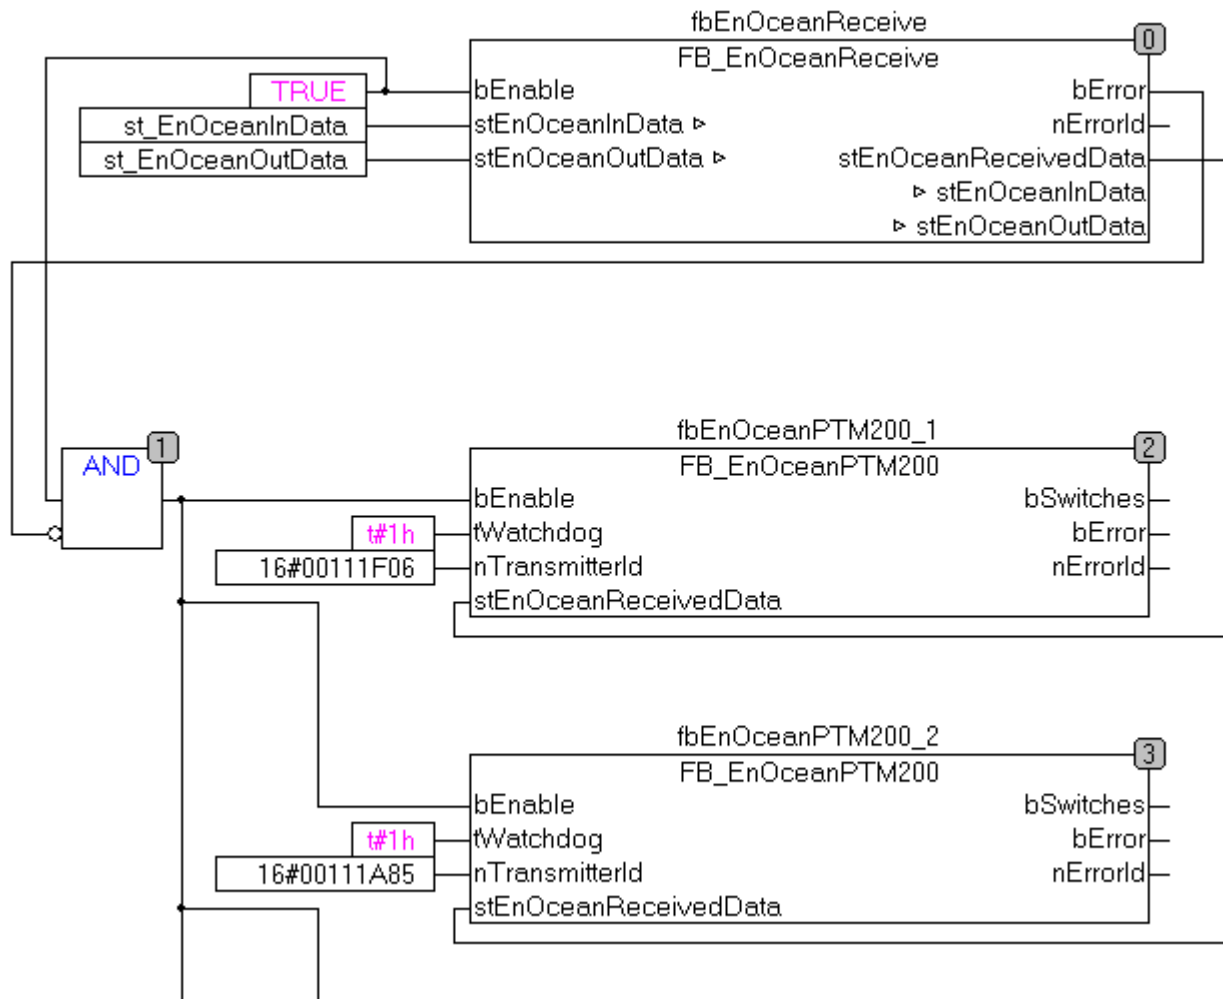 fbEnOceanReceive
0
FB_EnOceanReceive
TRUE bEnable bError
st_EnOceanInData stEnOceanInData ▹ nErrorId
st_EnOceanOutData stEnOceanOutData ▹ stEnOceanReceivedData
▹ stEnOceanInData
▹ stEnOceanOutData
fbEnOceanPTM200_1
1 2
AND FB_EnOceanPTM200
bEnable bSwitches
t#1h tWatchdog bError
16#00111F06 nTransmitterId nErrorId
stEnOceanReceivedData
fbEnOceanPTM200_2
3
FB_EnOceanPTM200
bEnable bSwitches
t#1h tWatchdog bError
16#00111A85 nTransmitterId nErrorId
stEnOceanReceivedData